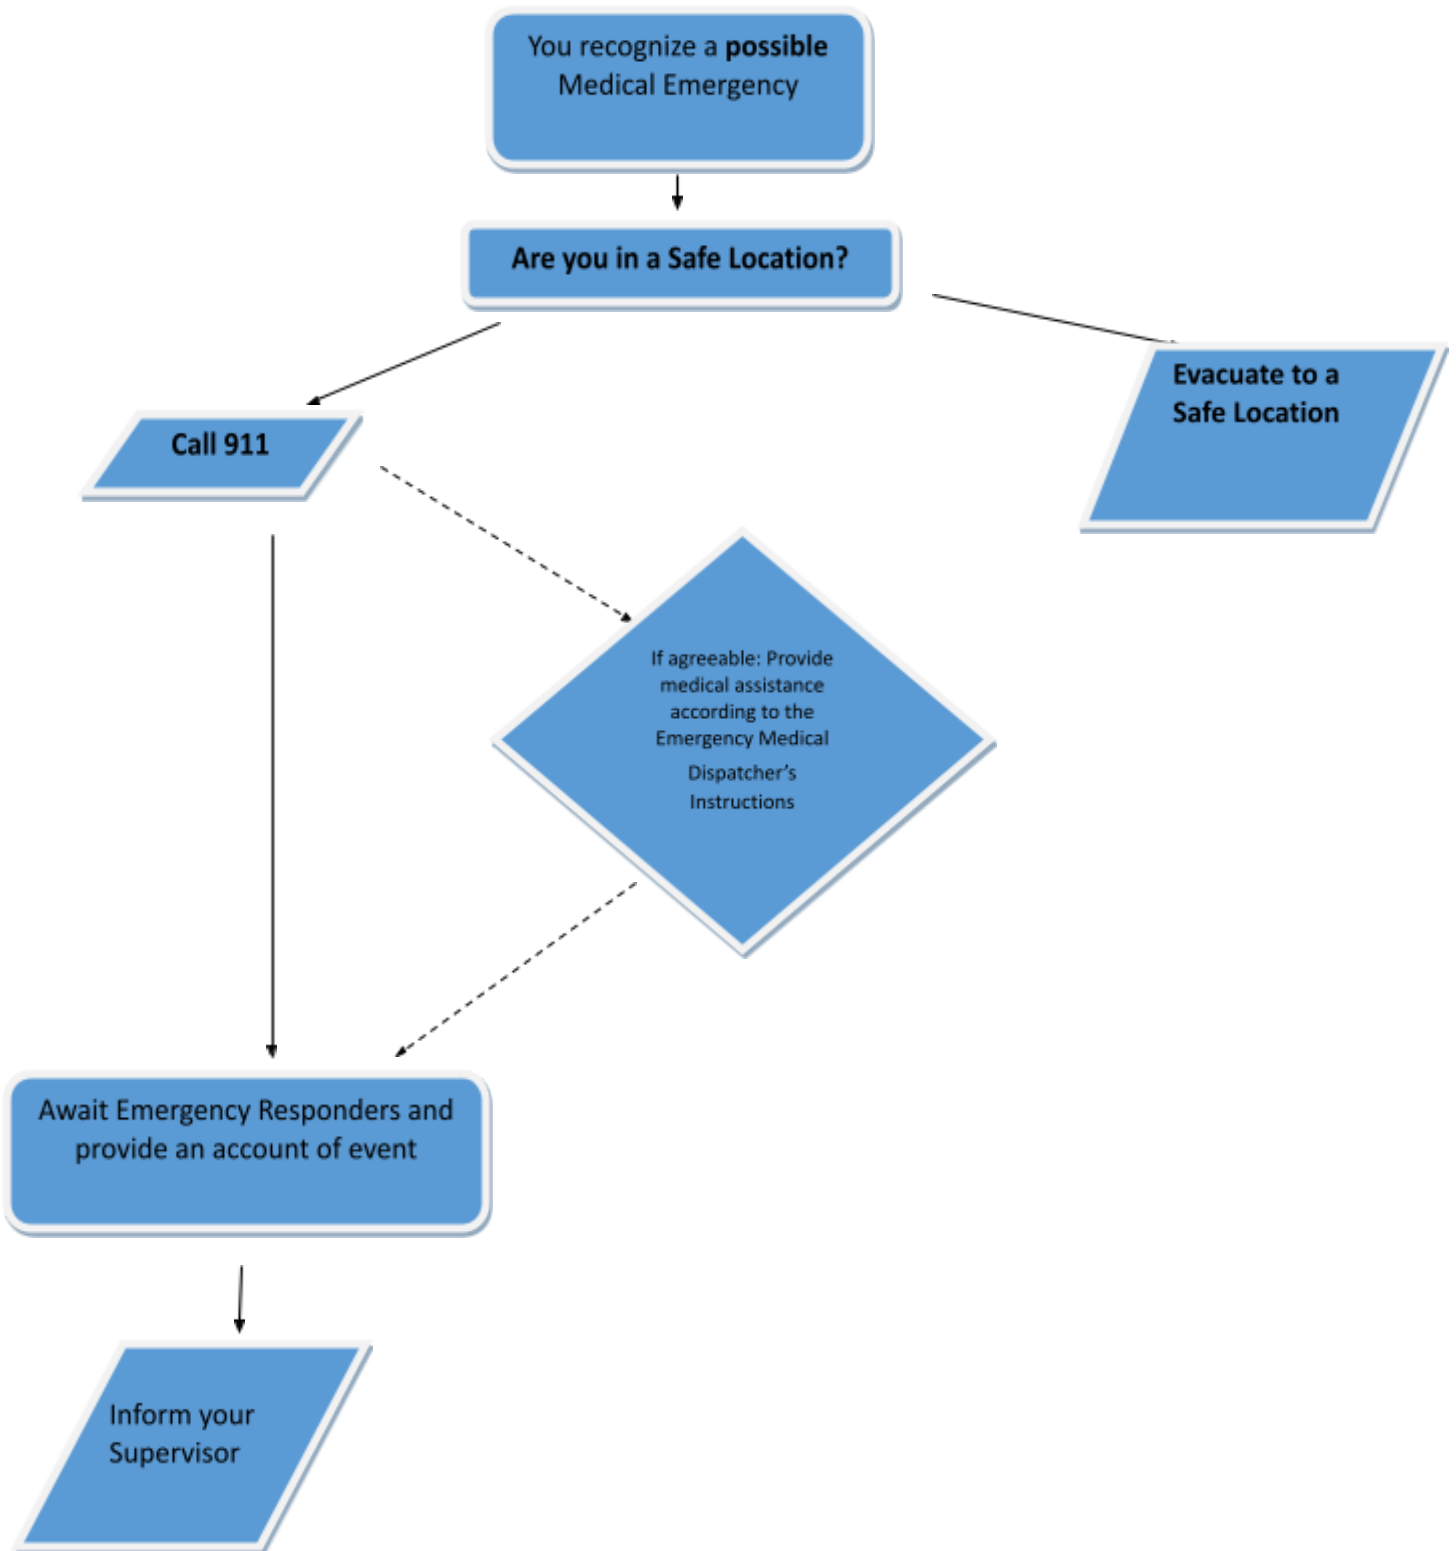 You recognize a possible
Medical Emergency
Are you in a Safe Location?
Evacuate to a
Safe Location
Call 911
If agreeable: Provide
medical assistance
according to the
Emergency Medical
Dispatcher’s
Instructions
Await Emergency Responders and
provide an account of event
Inform your
Supervisor